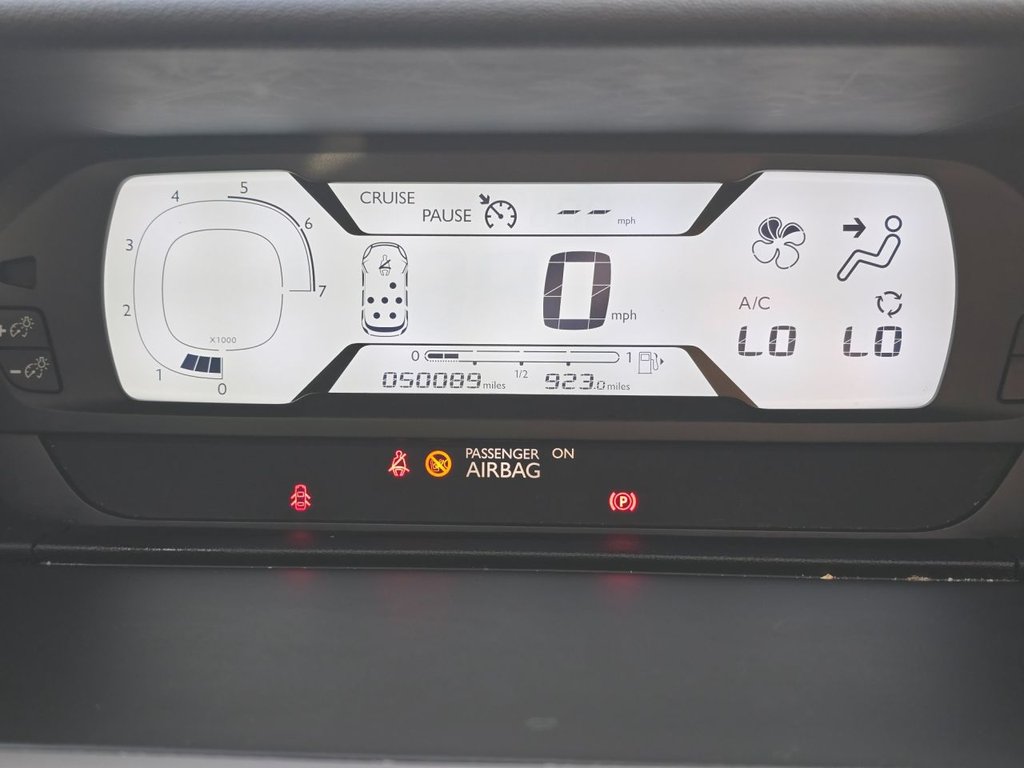 CRUISE
PAUSE -- mph
4 5
3 6
2 7
X1000
1 0
0 mph
A/C
LO LO
0 1/2 1
050089 miles 923.0 miles
PASSENGER ON
AIRBAG
P
+
-